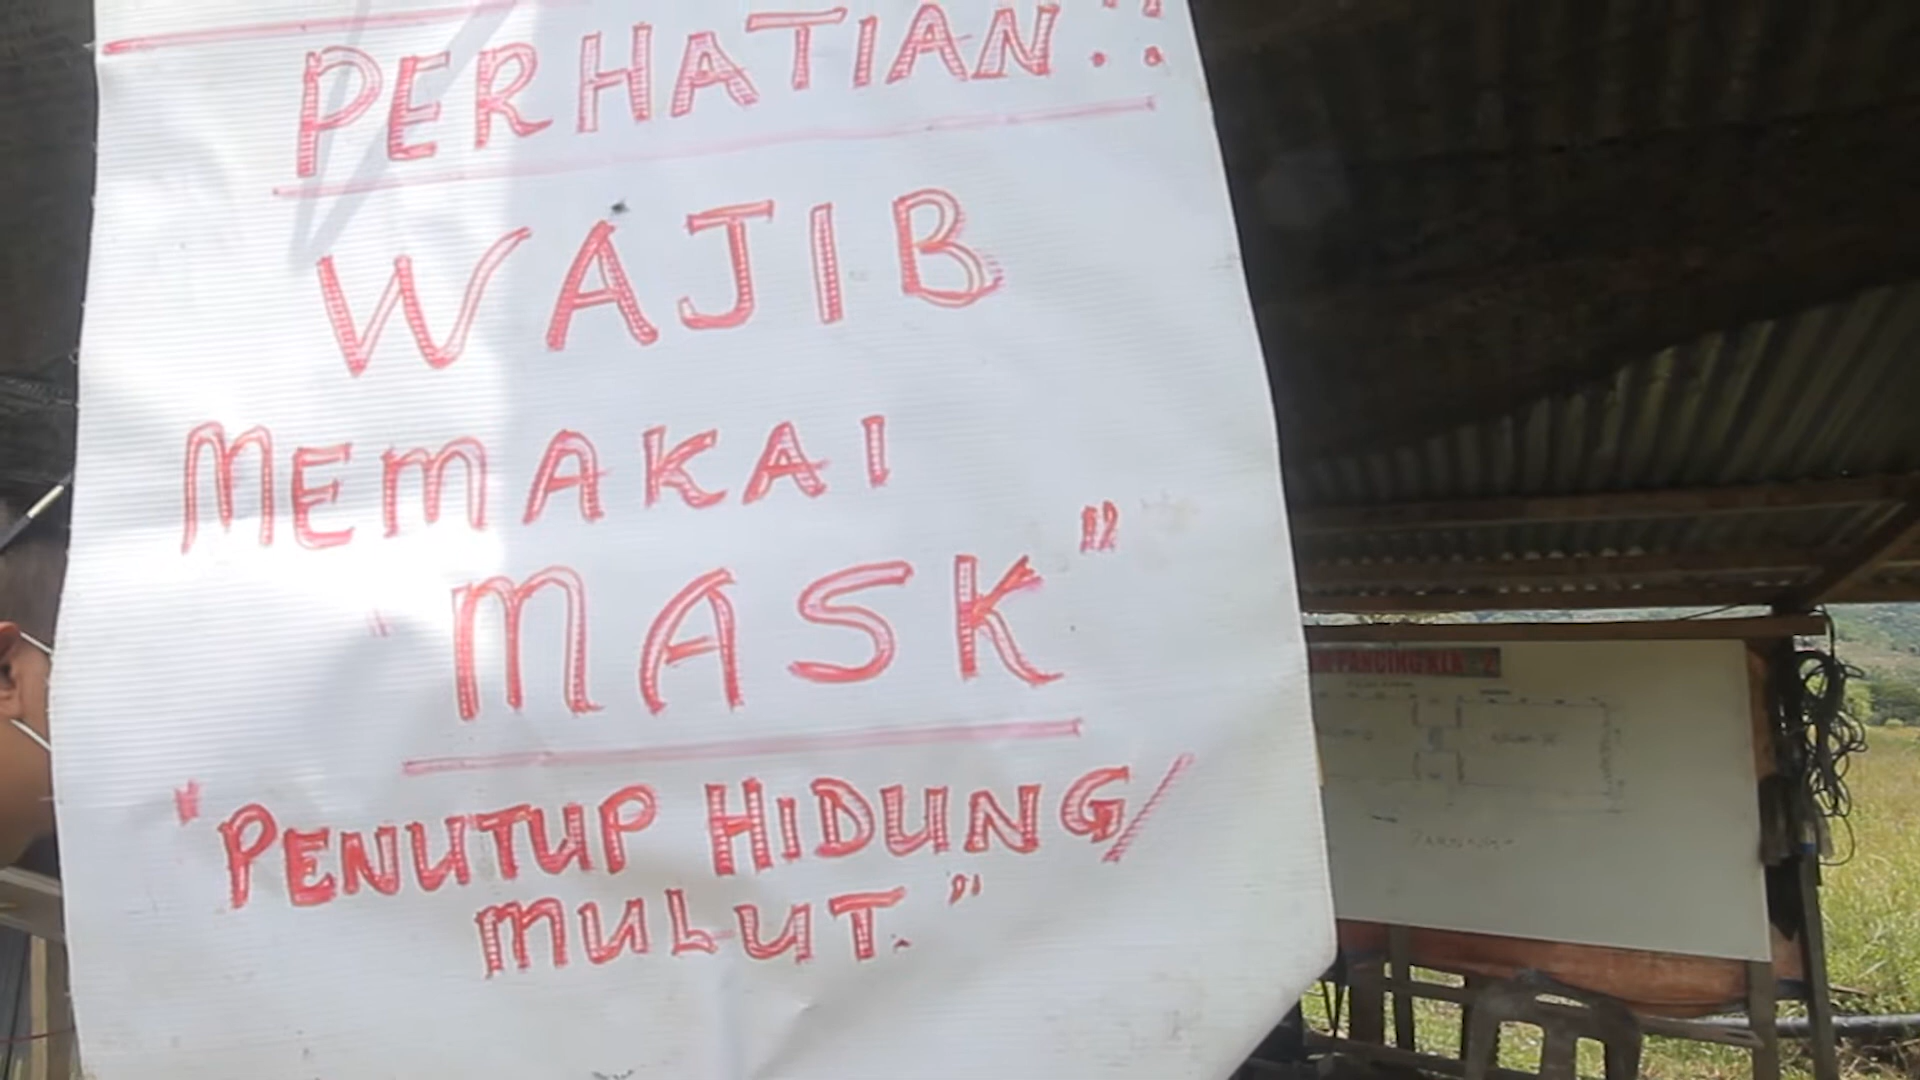 PERHATIAN!!
WAJIB
MEMAKAI
"MASK"
"PENUTUP HIDUNG/
MULUT."